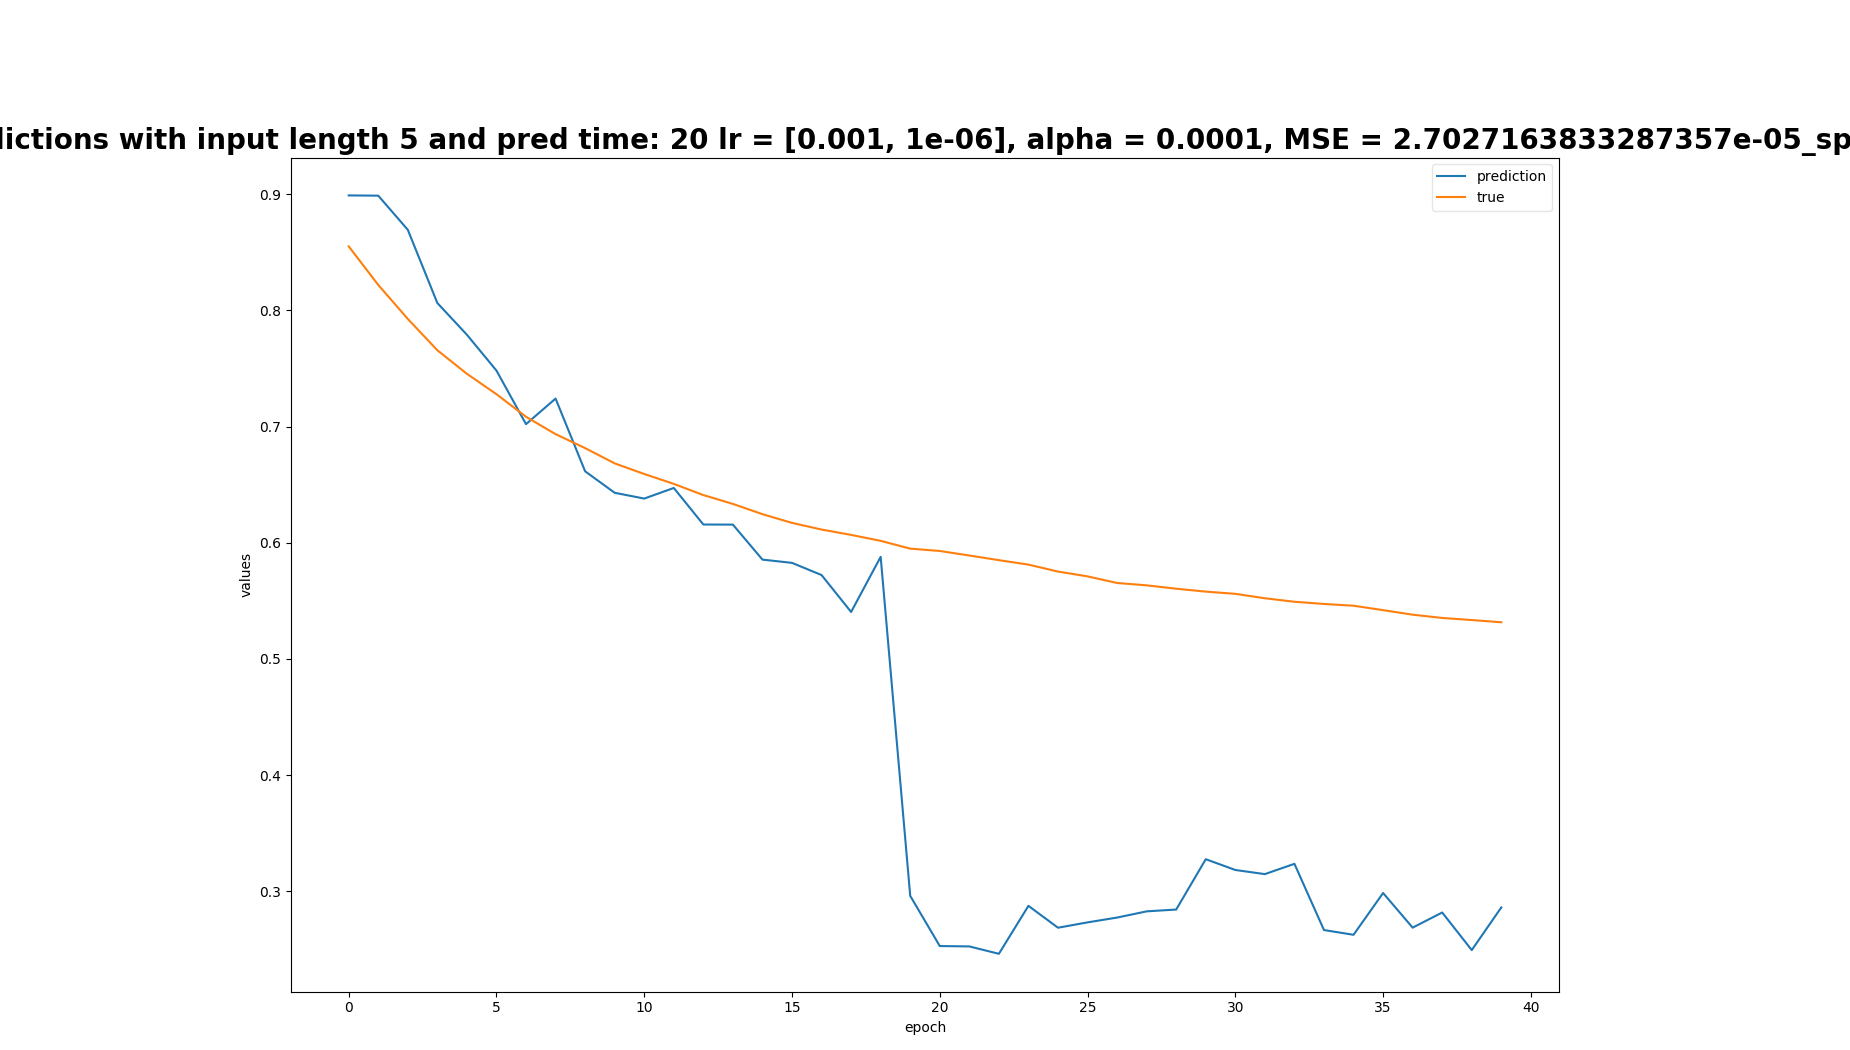 dictions with input length 5 and pred time: 20 lr = [0.001, 1e-06], alpha = 0.0001, MSE = 2.7027163833287357e-05_sp
prediction
true
0.9
0.8
0.7
0.6
0.5
0.4
0.3
values
0 5 10 15 20 25 30 35 40
epoch